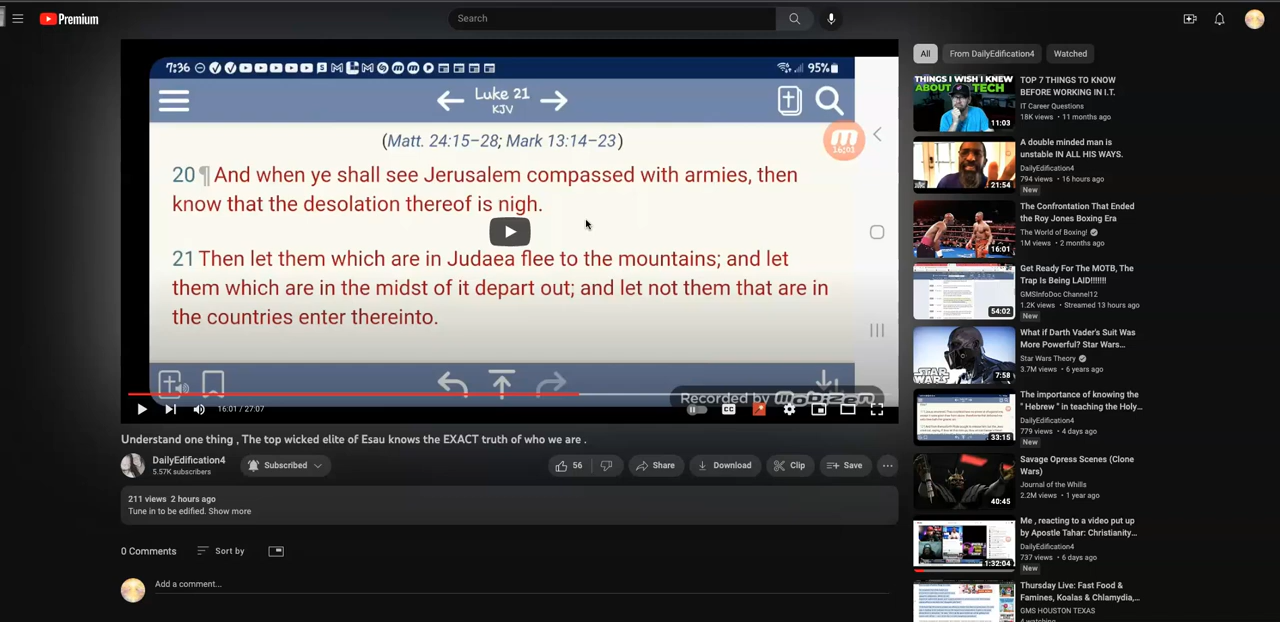 Premium
Search
7:36
95%
Luke 21
KJV
(Matt. 24:15–28; Mark 13:14–23)
16:01
20 ¶ And when ye shall see Jerusalem compassed with armies, then
know that the desolation thereof is nigh.
21 Then let them which are in Judaea flee to the mountains; and let
them which are in the midst of it depart out; and let not them that are in
the countries enter thereinto.
Recorded by mobizen
16:01 / 27:07
Understand one thing , The House of Eau knows the EXACT truth of who we are .
DailyEdification4
5.57K subscribers
Subscribed
56
Share
Download
Clip
Save
211 views 2 hours ago
Tune in to be edified. Show more
0 Comments
Sort by
Add a comment...
All
From DailyEdification4
Watched
THINGS I WISH I KNEW
ABOUT TECH
11:03
TOP 7 THINGS TO KNOW
BEFORE WORKING IN I.T.
IT Career Questions
18K views • 11 months ago
21:54
A double minded man is
unstable IN ALL HIS WAYS.
DailyEdification4
794 views • 16 hours ago
New
16:01
The Confrontation That Ended
the Roy Jones Boxing Era
The World of Boxing!
1M views • 2 months ago
54:02
Get Ready For The MOTB, The
Trap Is Being LAID!!!!!!!
GMSInfoDoc Channel12
1.2K views • Streamed 13 hours ago
New
STAR
WARS
7:58
What if Darth Vader's Suit Was
More Powerful? Star Wars...
Star Wars Theory
3.7M views • 6 years ago
33:15
The importance of knowing the
" Hebrew " in teaching the Holy...
DailyEdification4
779 views • 4 days ago
New
40:45
Savage Opress Scenes (Clone
Wars)
Journal of the Whills
2.2M views • 1 year ago
1:32:04
Me , reacting to a video put up
by Apostle Tahar: Christianity...
DailyEdification4
737 views • 6 days ago
New
Thursday Live: Fast Food &
Famines, Koalas & Chlamydia,...
GMS HOUSTON TEXAS
4 watching